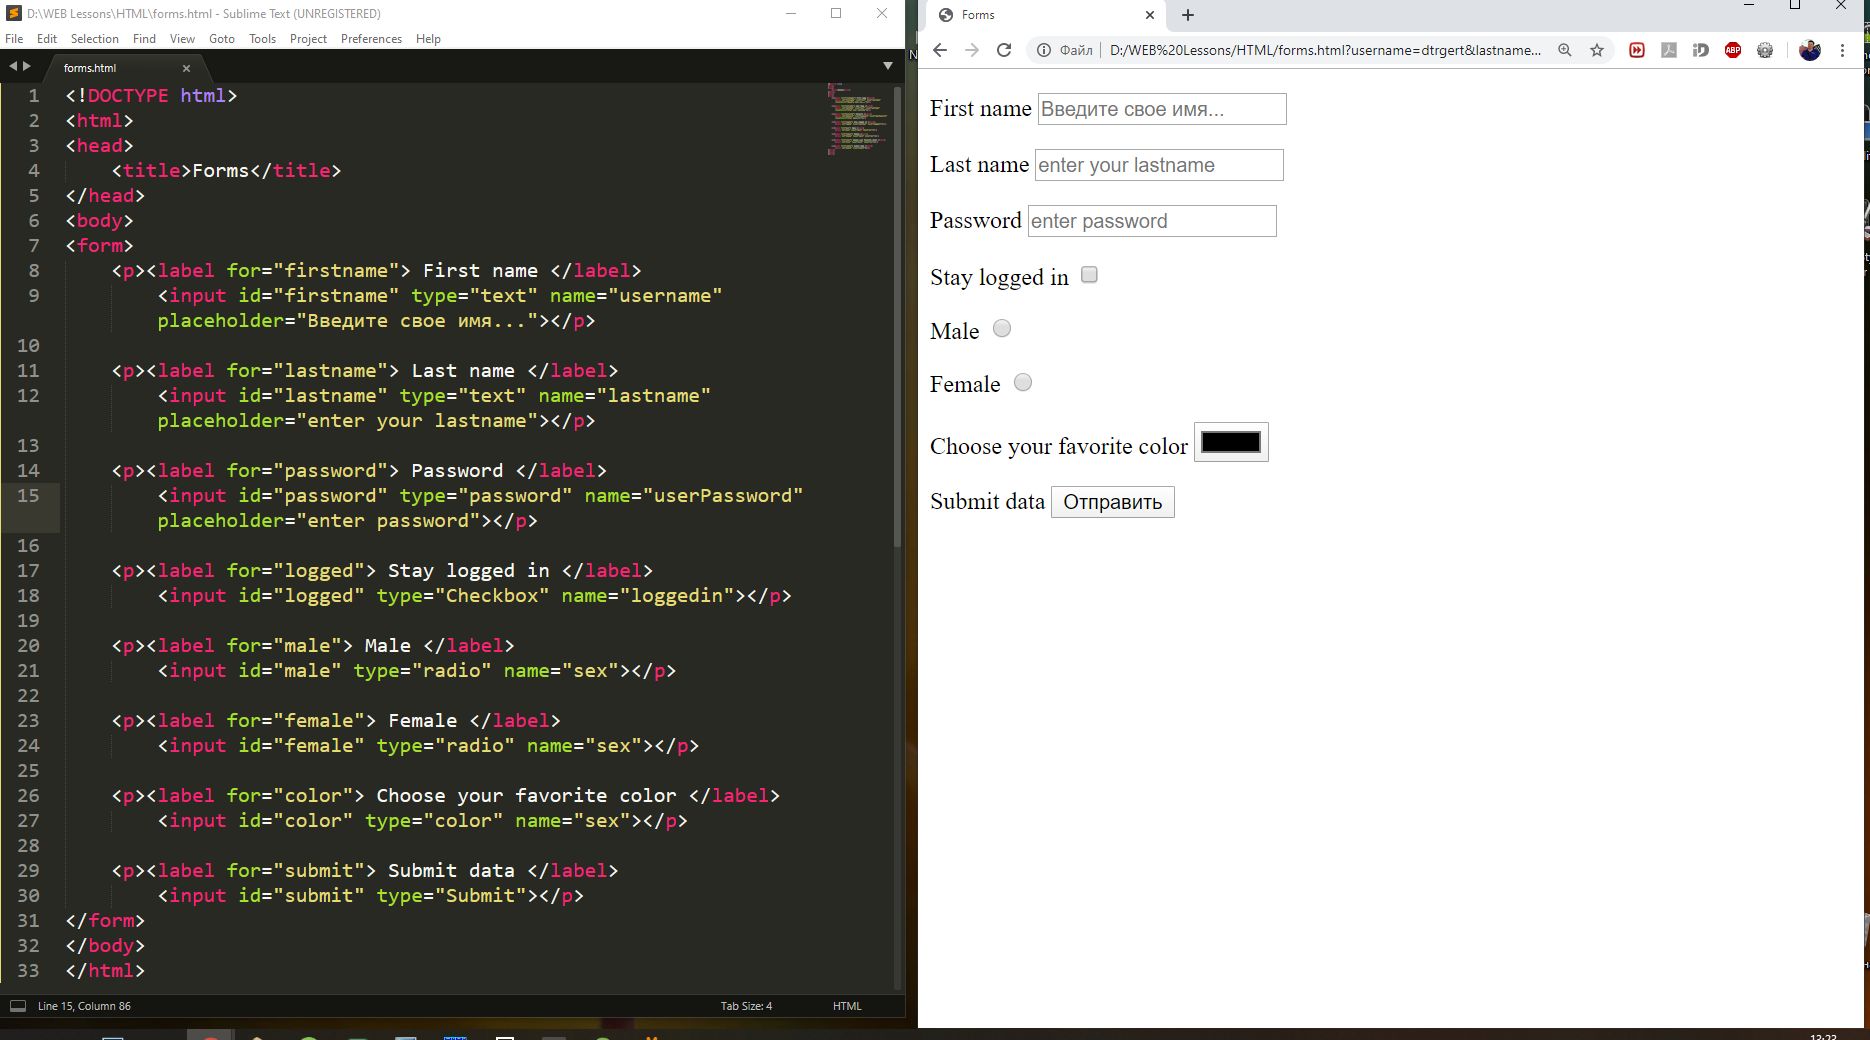 D:\WEB Lessons\HTML\forms.html - Sublime Text (UNREGISTERED)
File Edit Selection Find View Goto Tools Project Preferences Help
forms.html
1 <!DOCTYPE html>
2 <html>
3 <head>
4 <title>Forms</title>
5 </head>
6 <body>
7 <form>
8 <p><label for="firstname"> First name </label>
9 <input id="firstname" type="text" name="username"
placeholder="Введите свое имя..."></p>
10
11 <p><label for="lastname"> Last name </label>
12 <input id="lastname" type="text" name="lastname"
placeholder="enter your lastname"></p>
13
14 <p><label for="password"> Password </label>
15 <input id="password" type="password" name="userPassword"
placeholder="enter password"></p>
16
17 <p><label for="logged"> Stay logged in </label>
18 <input id="logged" type="Checkbox" name="loggedin"></p>
19
20 <p><label for="male"> Male </label>
21 <input id="male" type="radio" name="sex"></p>
22
23 <p><label for="female"> Female </label>
24 <input id="female" type="radio" name="sex"></p>
25
26 <p><label for="color"> Choose your favorite color </label>
27 <input id="color" type="color" name="sex"></p>
28
29 <p><label for="submit"> Submit data </label>
30 <input id="submit" type="Submit"></p>
31 </form>
32 </body>
33 </html>
Line 15, Column 86 Tab Size: 4 HTML
Forms
Файл D:/WEB%20Lessons/HTML/forms.html?username=dtrgert&lastname...
ABP
First name Введите свое имя...
Last name enter your lastname
Password enter password
Stay logged in
Male
Female
Choose your favorite color
Submit data Отправить